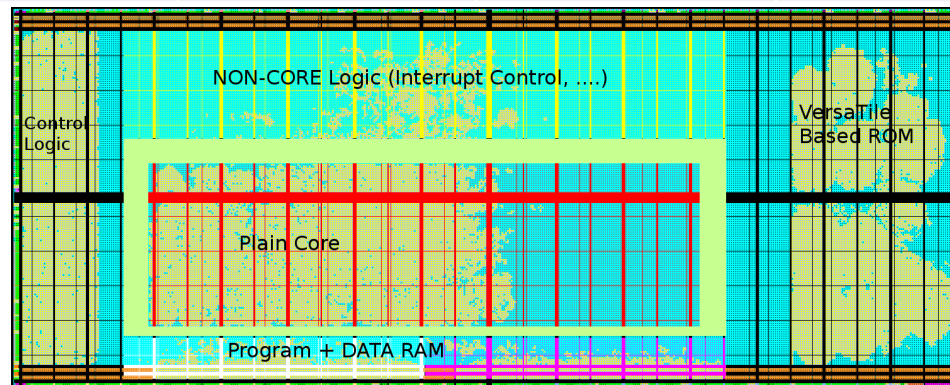 NON-CORE Logic (Interrupt Control, ....)
Control
Logic
VersaTile
Based ROM
Plain Core
Program + DATA RAM